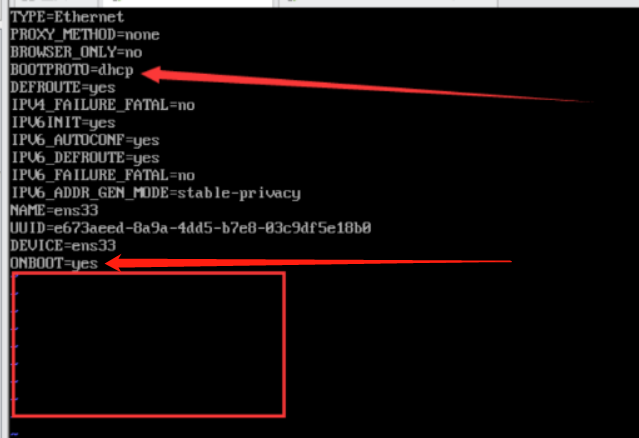 TYPE=Ethernet
PROXY_METHOD=none
BROWSER_ONLY=no
BOOTPROTO=dhcp
DEFROUTE=yes
IPV4_FAILURE_FATAL=no
IPV6INIT=yes
IPV6_AUTOCONF=yes
IPV6_DEFROUTE=yes
IPV6_FAILURE_FATAL=no
IPV6_ADDR_GEN_MODE=stable-privacy
NAME=ens33
UUID=e673aeed-8a9a-4dd5-b7e8-03c9df5e18b0
DEVICE=ens33
ONBOOT=yes
~
~
~
~
~
~
~
~
~